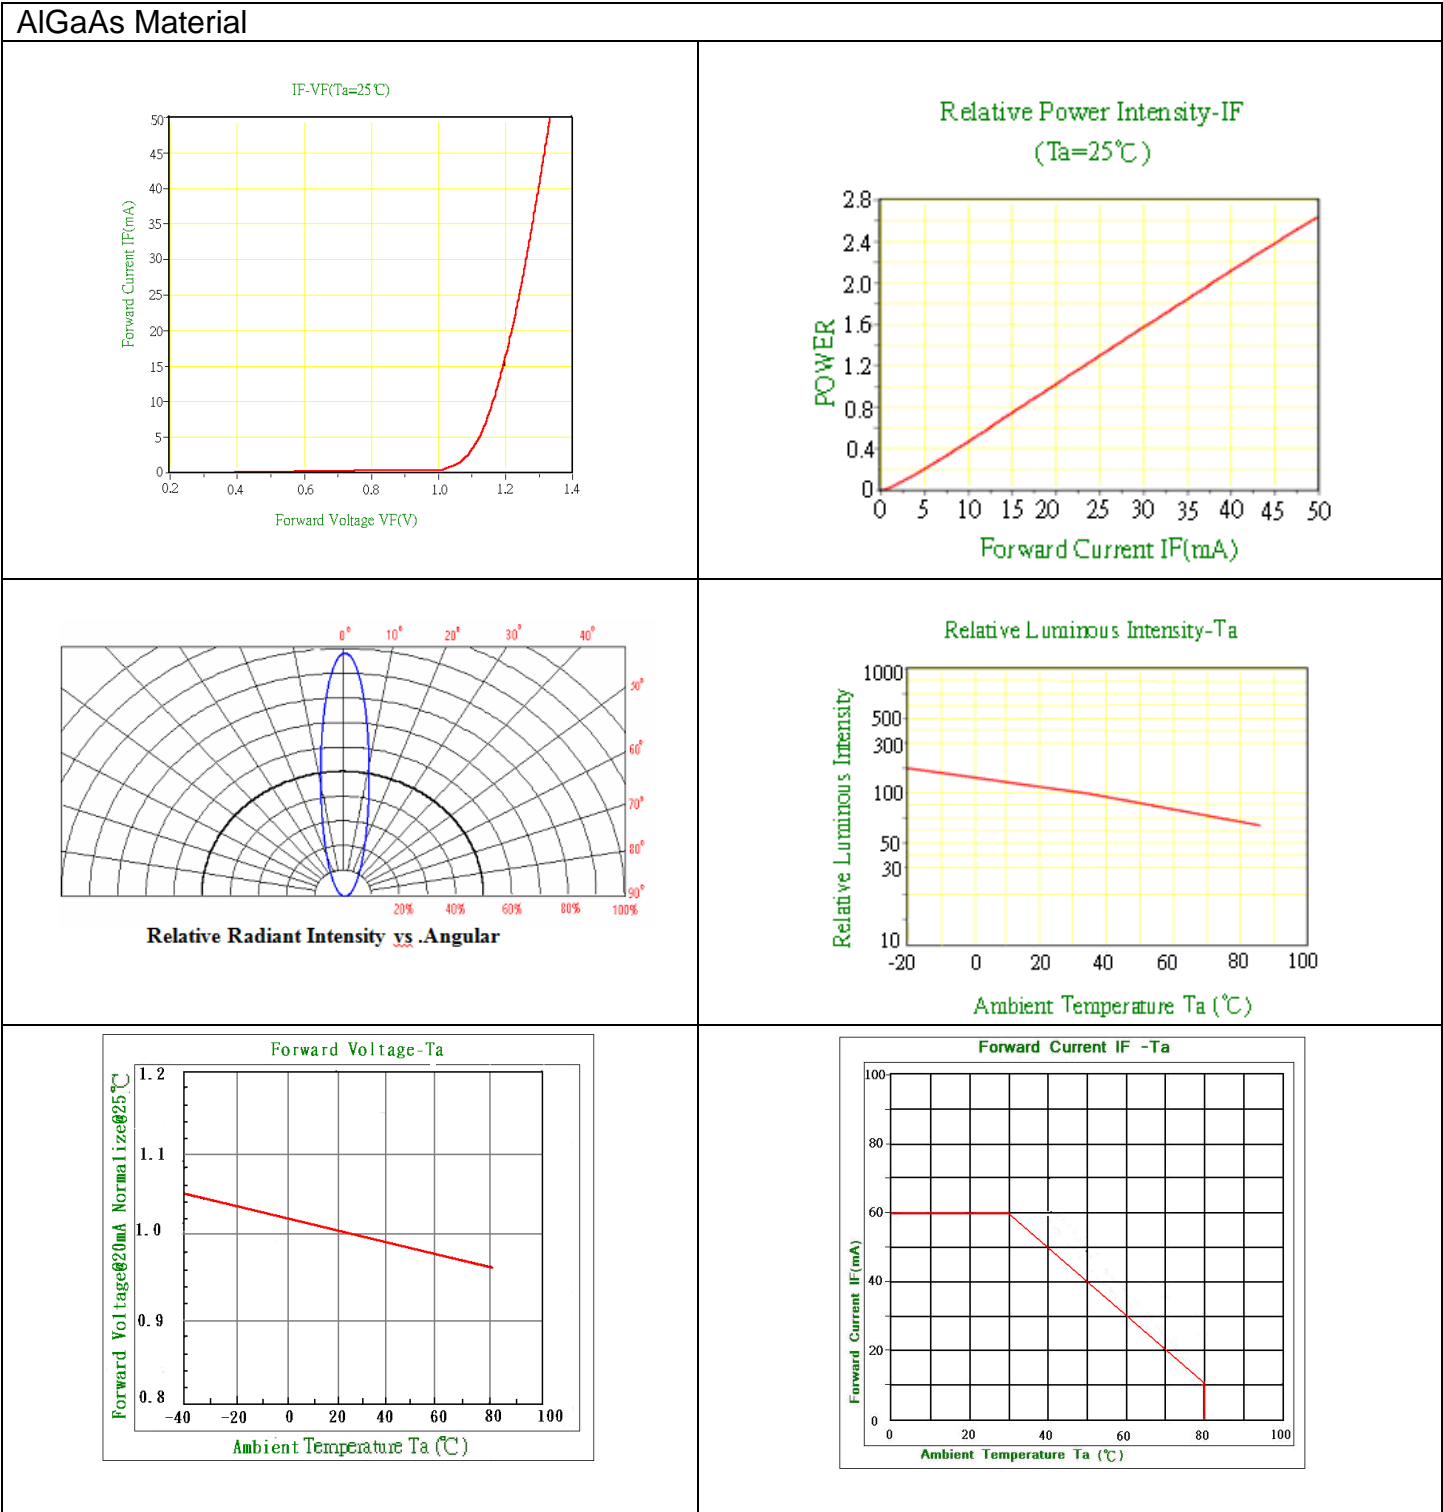 AlGaAs Material
IF-VF(Ta=25℃)
Forward Current IF(mA)
50
45
40
35
30
25
20
15
10
5
0
0.2 0.4 0.6 0.8 1.0 1.2 1.4
Forward Voltage VF(V)
Relative Power Intensity-IF
(Ta=25℃)
POWER
2.8
2.4
2.0
1.6
1.2
0.8
0.4
0
0 5 10 15 20 25 30 35 40 45 50
Forward Current IF(mA)
0° 10° 20° 30° 40°
50°
60°
70°
80°
90°
20% 40% 60% 80% 100%
Relative Radiant Intensity vs .Angular
Relative Luminous Intensity-Ta
Relative Luminous Intensity
1000
500
300
100
50
30
10
-20 0 20 40 60 80 100
Ambient Temperature Ta (℃)
Forward Voltage-Ta
Forward Voltage@20mA Normalize@25℃
1.2
1.1
1.0
0.9
0.8
-40 -20 0 20 40 60 80 100
Ambient Temperature Ta (℃)
Forward Current IF -Ta
Forward Current IF(mA)
100
80
60
40
20
0
0 20 40 60 80 100
Ambient Temperature Ta (℃)